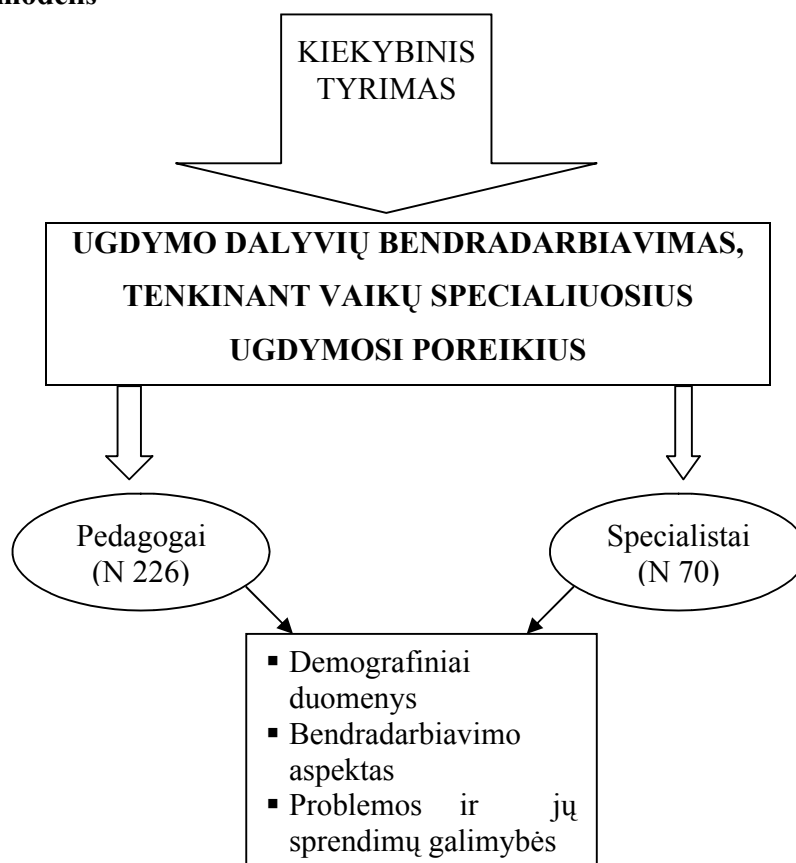 modelis
KIEKYBINIS
TYRIMAS
UGDYMO DALYVIŲ BENDRADARBIAVIMAS,
TENKINANT VAIKŲ SPECIALIUOSIUS
UGDYMOSI POREIKIUS
Pedagogai
(N 226)
Specialistai
(N 70)
▪ Demografiniai
duomenys
▪ Bendradarbiavimo
aspektas
▪ Problemos ir jų
sprendimų galimybės